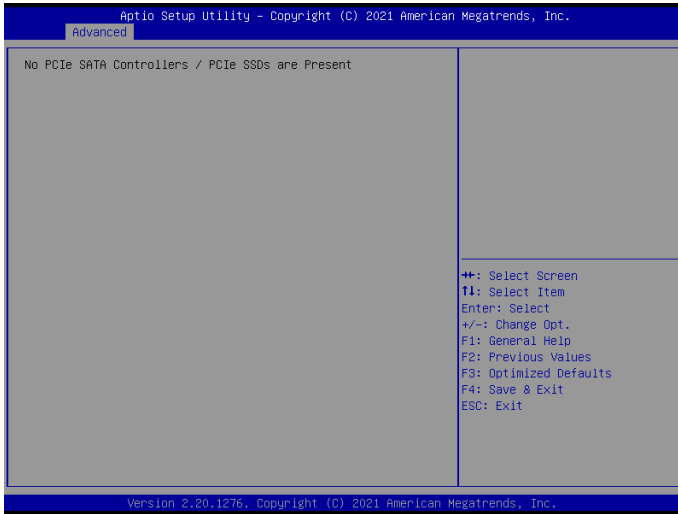 Aptio Setup Utility – Copyright (C) 2021 American Megatrends, Inc.
Advanced
No PCIe SATA Controllers / PCIe SSDs are Present
→←: Select Screen
↑↓: Select Item
Enter: Select
+/-: Change Opt.
F1: General Help
F2: Previous Values
F3: Optimized Defaults
F4: Save & Exit
ESC: Exit
Version 2.20.1276. Copyright (C) 2021 American Megatrends, Inc.